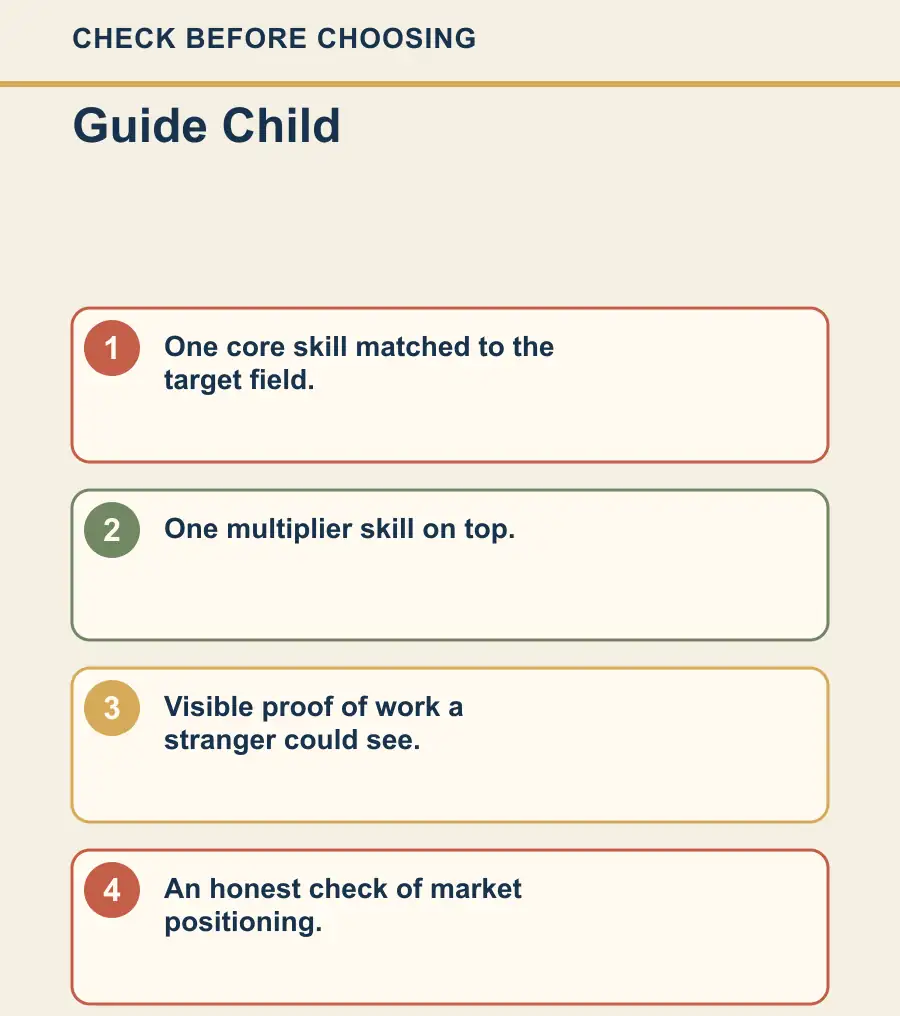 CHECK BEFORE CHOOSING
Guide Child
1
One core skill matched to the
target field.
2
One multiplier skill on top.
3
Visible proof of work a
stranger could see.
4
An honest check of market
positioning.